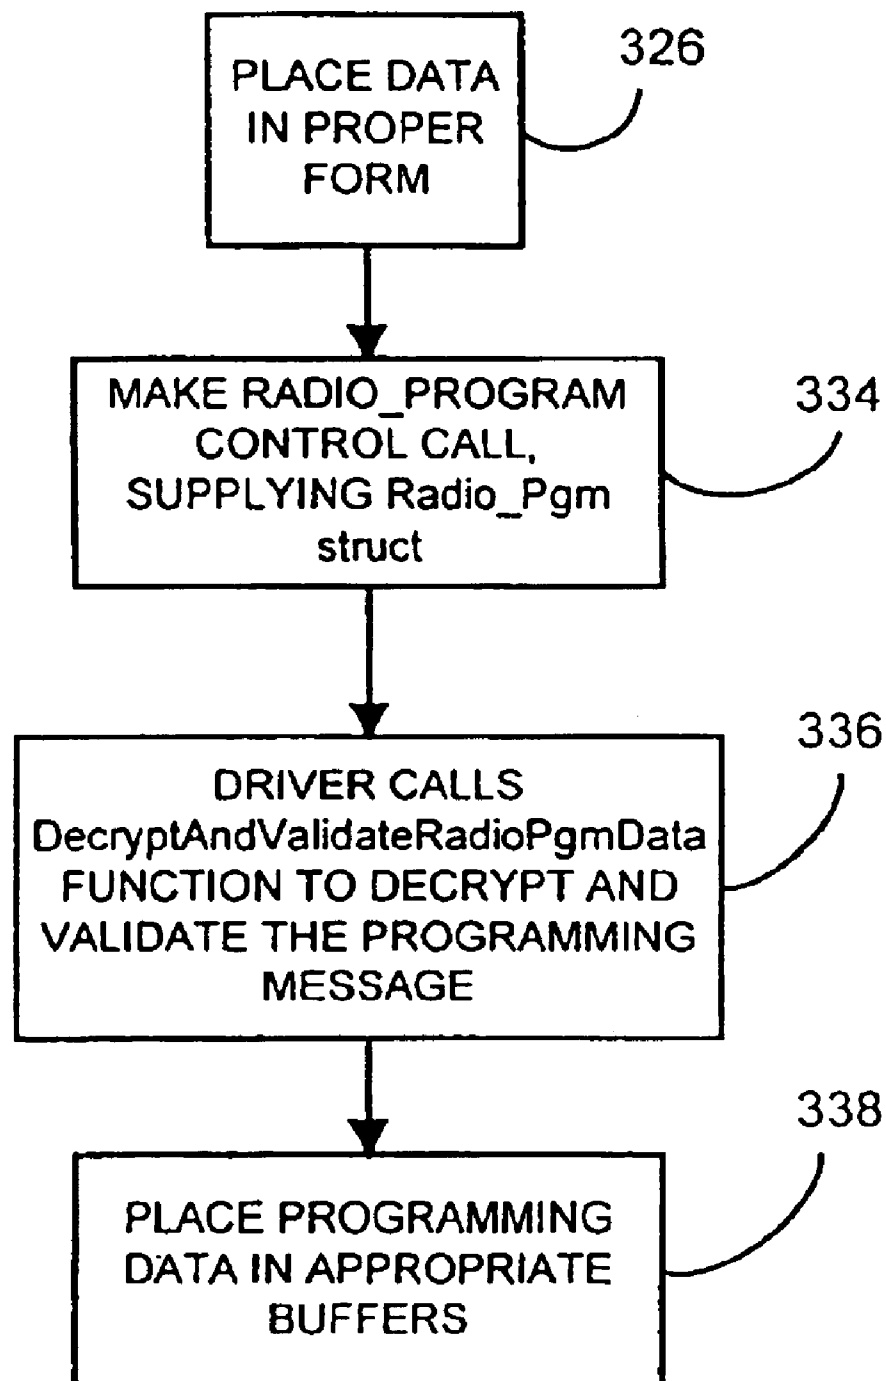 PLACE DATA
IN PROPER
FORM
326
MAKE RADIO_PROGRAM
CONTROL CALL,
SUPPLYING Radio_Pgm
struct
334
DRIVER CALLS
DecryptAndValidateRadioPgmData
FUNCTION TO DECRYPT AND
VALIDATE THE PROGRAMMING
MESSAGE
336
PLACE PROGRAMMING
DATA IN APPROPRIATE
BUFFERS
338